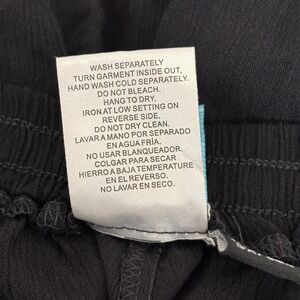 WASH SEPARATELY
TURN GARMENT INSIDE OUT,
HAND WASH COLD SEPARATELY.
DO NOT BLEACH.
HANG TO DRY.
IRON AT LOW SETTING ON
REVERSE SIDE.
DO NOT DRY CLEAN.
LAVAR A MANO POR SEPARADO
EN AGUA FRÍA.
NO USAR BLANQUEADOR.
COLGAR PARA SECAR
HIERRO A BAJA TEMPERATURE
EN EL REVERSO.
NO LAVAR EN SECO.